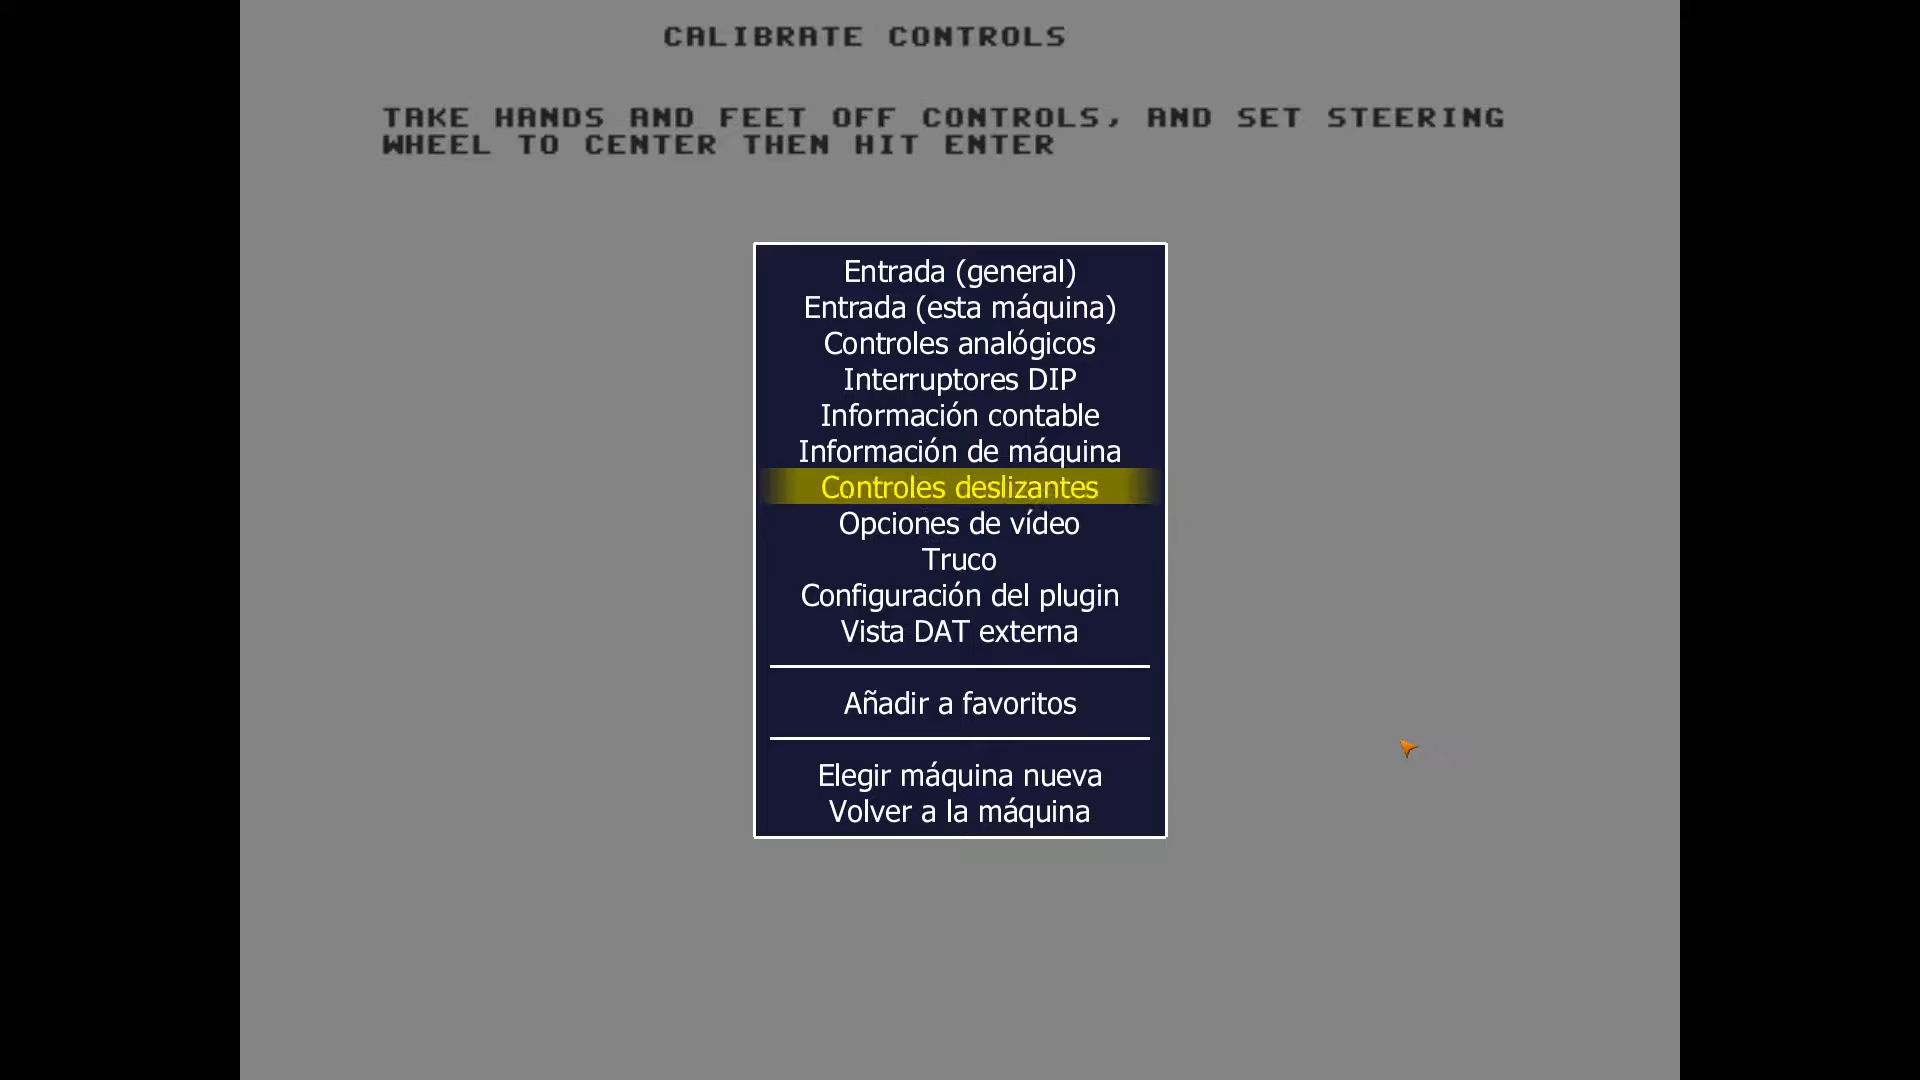 CALIBRATE CONTROLS
TAKE HANDS AND FEET OFF CONTROLS, AND SET STEERING
WHEEL TO CENTER THEN HIT ENTER
Entrada (general)
Entrada (esta máquina)
Controles analógicos
Interruptores DIP
Información contable
Información de máquina
Controles deslizantes
Opciones de vídeo
Truco
Configuración del plugin
Vista DAT externa
Añadir a favoritos
Elegir máquina nueva
Volver a la máquina